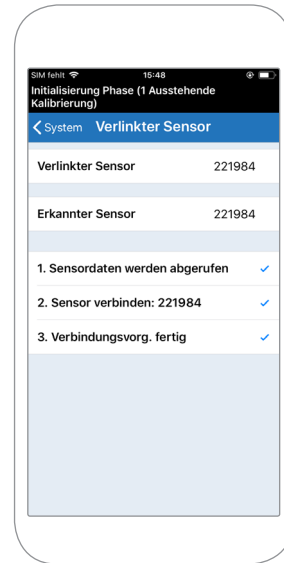 SIM fehlt 15:48
Initialisierung Phase (1 Ausstehende
Kalibrierung)
System Verlinkter Sensor
Verlinkter Sensor 221984
Erkannter Sensor 221984
1. Sensordaten werden abgerufen
2. Sensor verbinden: 221984
3. Verbindungsvorg. fertig